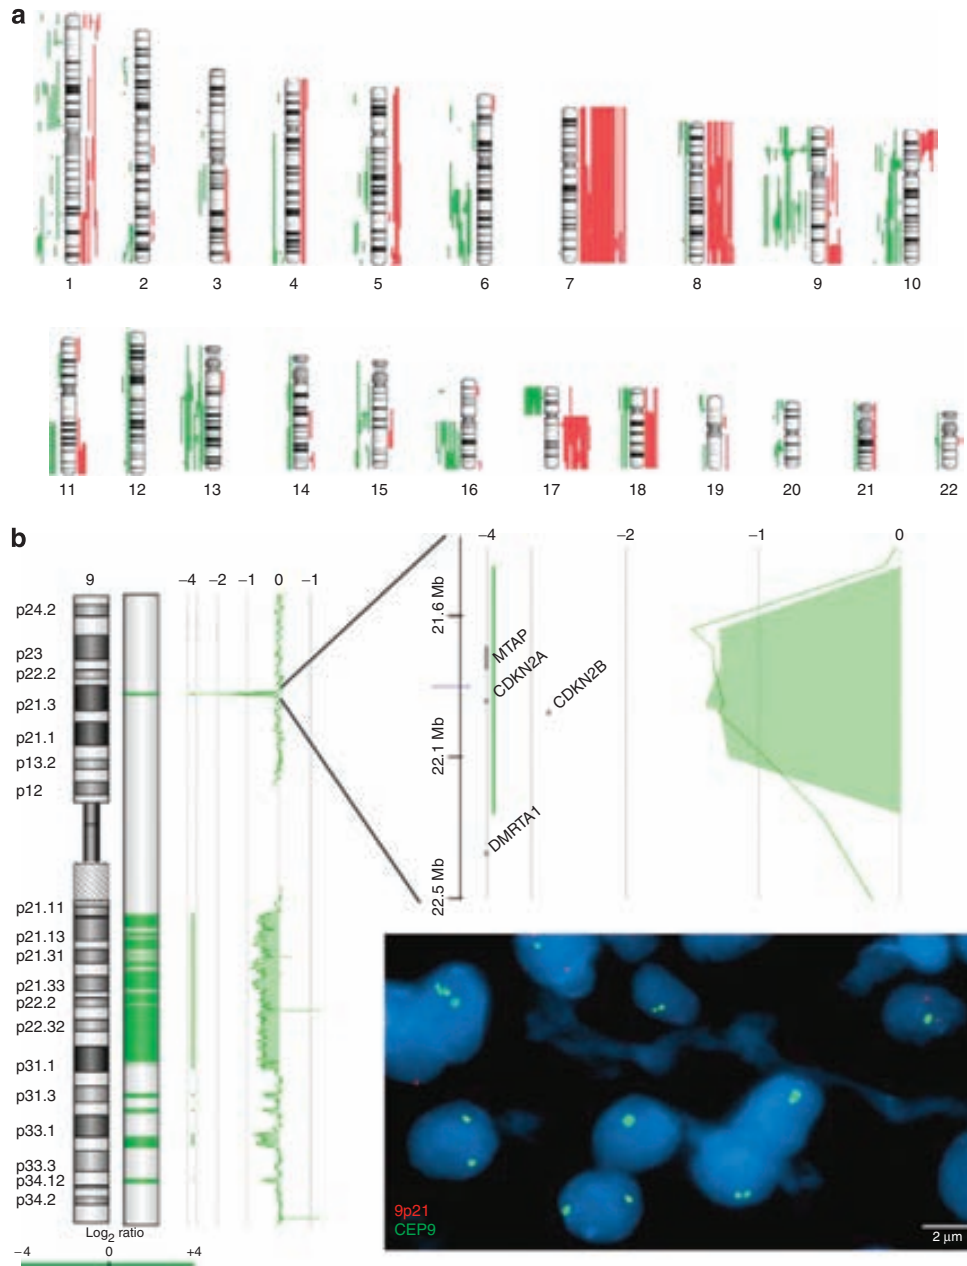 a
1 2 3 4 5 6 7 8 9 10
11 12 13 14 15 16 17 18 19 20 21 22
b
9
−4 −2 −1 0 −1
p24.2
p23
p22.2
p21.3
p21.1
p13.2
p12
p21.11
p21.13
p21.31
p21.33
p22.2
p22.32
p31.1
p31.3
p33.1
p33.3
p34.12
p34.2
Log2 ratio
−4 0 +4
−4 −2 −1 0
21.6 Mb
22.1 Mb
22.5 Mb
MTAP
CDKN2A
CDKN2B
DMRTA1
9p21
CEP9
2 μm